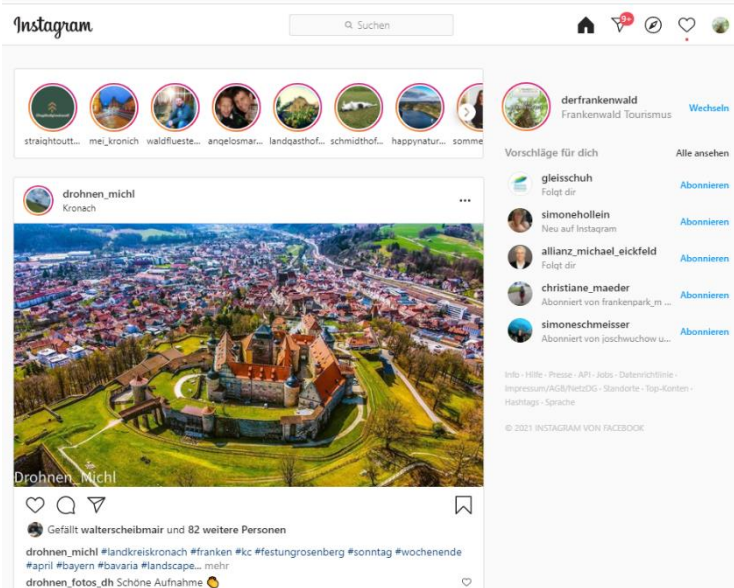 Instagram
Suchen
9+
straightoutt... mei_kronich waldflueste... angelosmar... landgasthof... schmidthof... happynatur... somme
derfrankenwald
Frankenwald Tourismus
Wechseln
Vorschläge für dich
Alle ansehen
gleisschuh
Folgt dir
Abonnieren
simonehollein
Neu auf Instagram
Abonnieren
allianz_michael_eickfeld
Folgt dir
Abonnieren
christiane_maeder
Abonniert von frankenpark_m ...
Abonnieren
simoneschmeisser
Abonniert von joschwuchow u...
Abonnieren
Info · Hilfe · Presse · API · Jobs · Datenrichtlinie ·
Impressum/AGB/NetzDG · Standorte · Top-Konten ·
Hashtags · Sprache
© 2021 INSTAGRAM VON FACEBOOK
drohnen_michl
Kronach
Drohnen_Michl
Gefällt walterscheibmair und 82 weitere Personen
drohnen_michl #landkreiskronach #franken #kc #festungrosenberg #sonntag #wochenende
#april #bayern #bavaria #landscape... mehr
drohnen_fotos_dh Schöne Aufnahme 👏